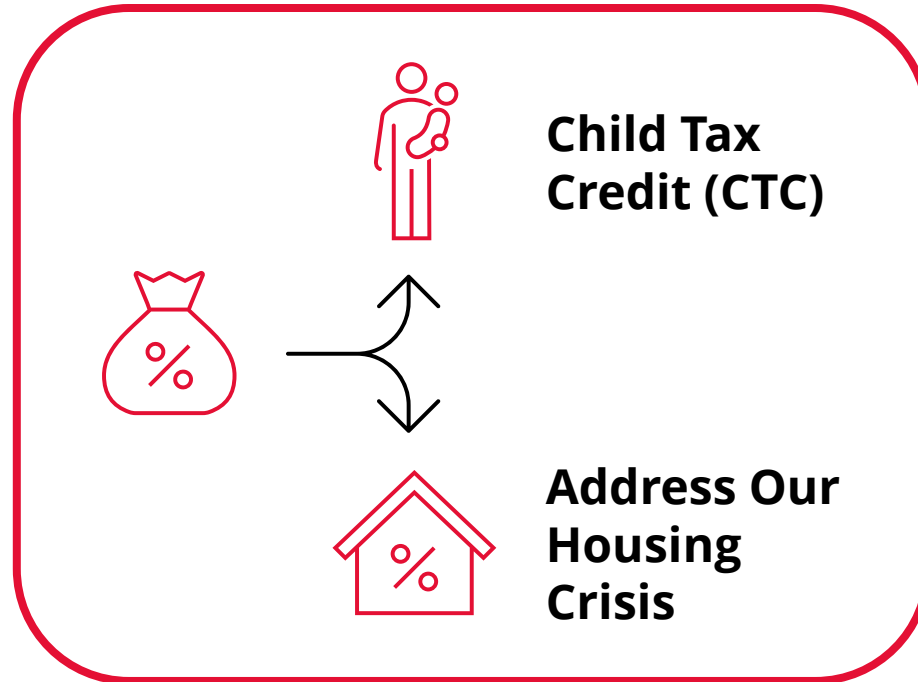 Child Tax
Credit (CTC)
%
Address Our
Housing
Crisis
%